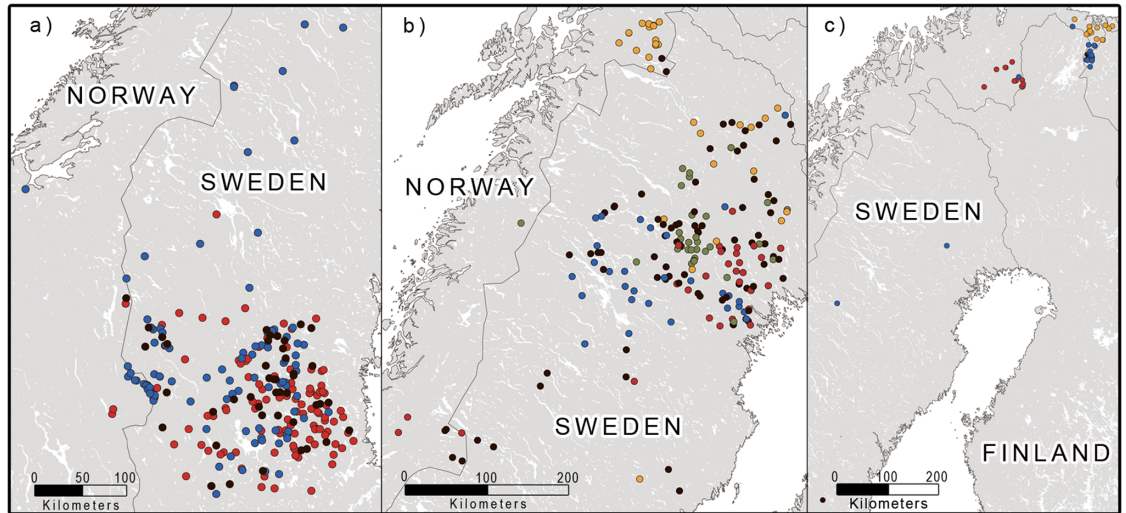 a)
NORWAY
SWEDEN
0 50 100
Kilometers
b)
NORWAY
SWEDEN
0 100 200
Kilometers
c)
SWEDEN
FINLAND
0 100 200
Kilometers